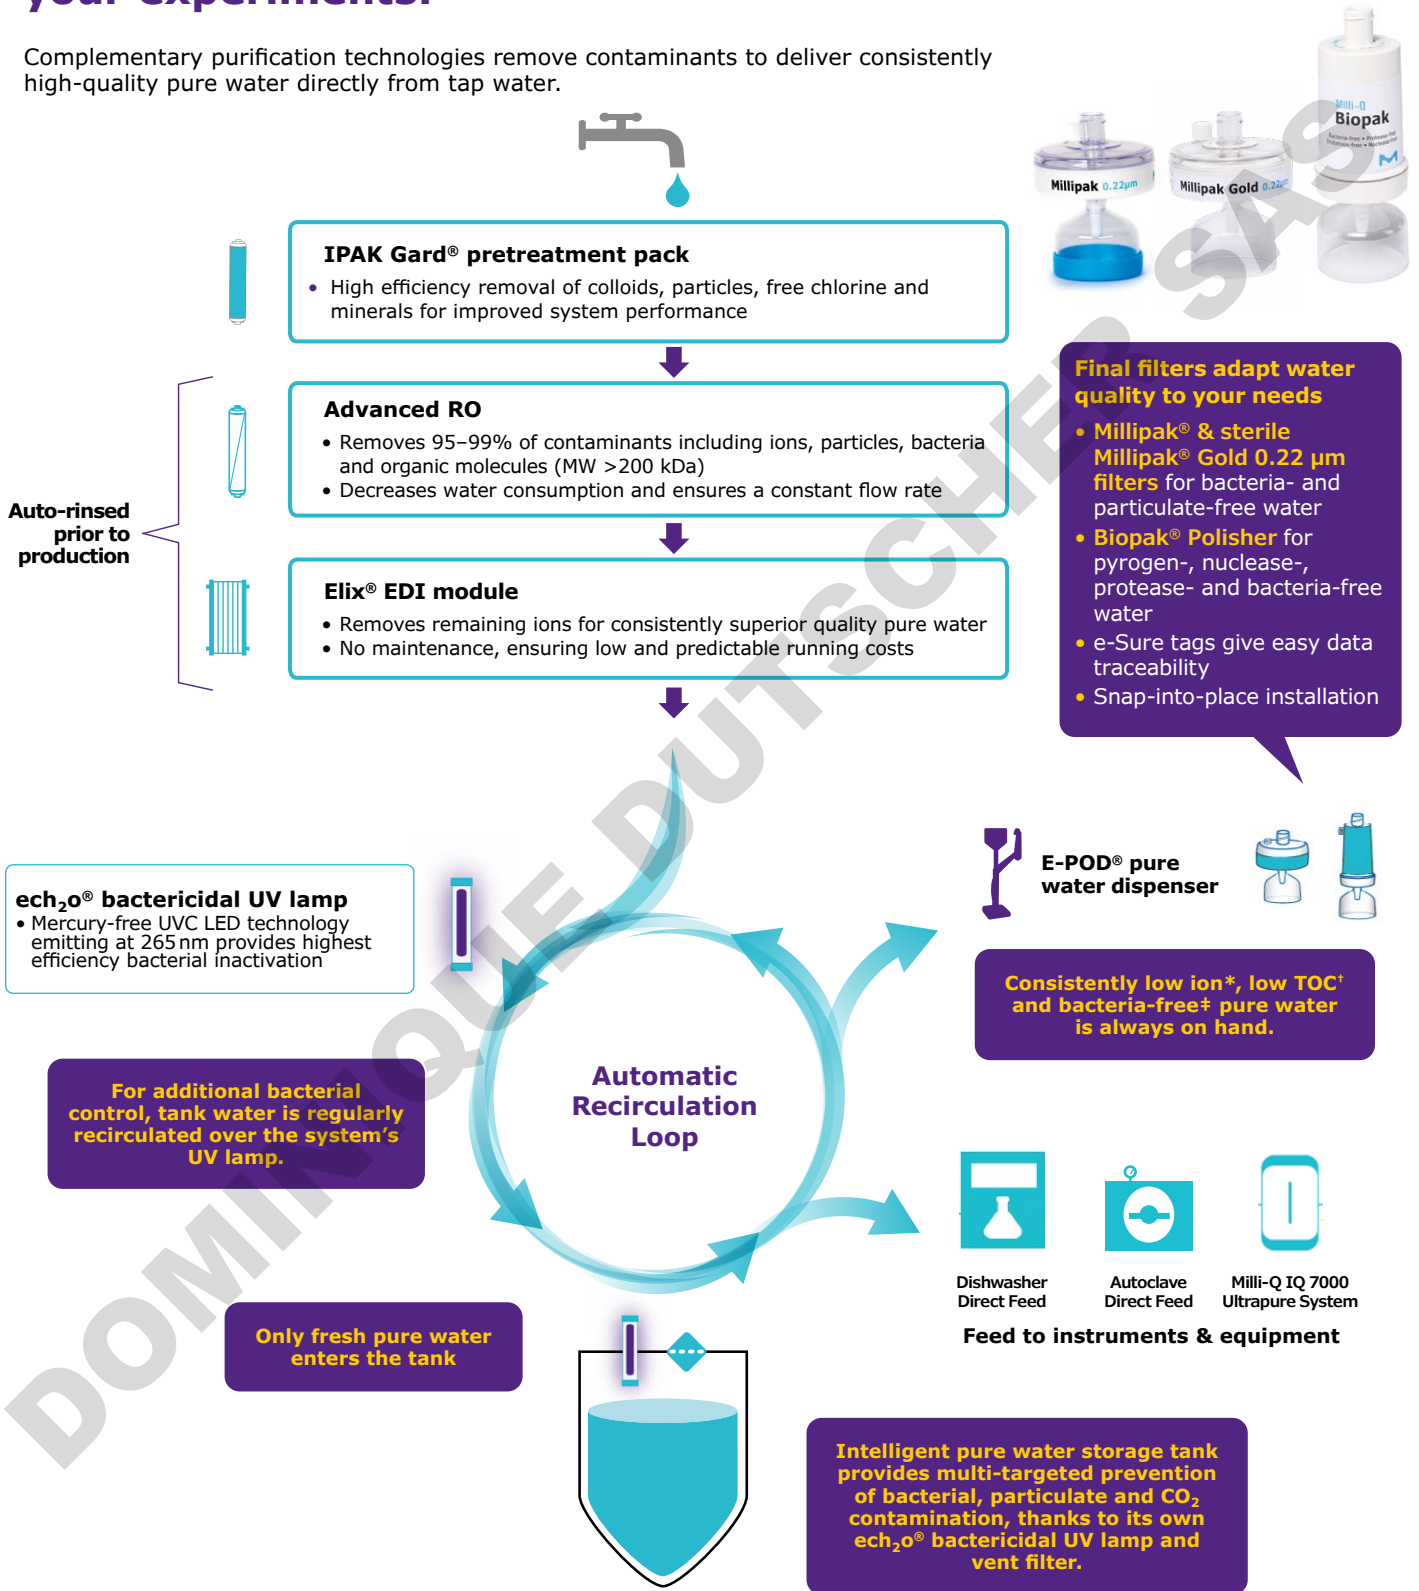 your experiments.
Complementary purification technologies remove contaminants to deliver consistently
high-quality pure water directly from tap water.
Milli-Q
Biopak
Millipak 0.22µm
Millipak Gold 0.22µm
IPAK Gard® pretreatment pack
• High efficiency removal of colloids, particles, free chlorine and
minerals for improved system performance
Advanced RO
• Removes 95–99% of contaminants including ions, particles, bacteria
and organic molecules (MW >200 kDa)
• Decreases water consumption and ensures a constant flow rate
Auto-rinsed
prior to
production
Elix® EDI module
• Removes remaining ions for consistently superior quality pure water
• No maintenance, ensuring low and predictable running costs
Final filters adapt water
quality to your needs
• Millipak® & sterile
Millipak® Gold 0.22 µm
filters for bacteria- and
particulate-free water
• Biopak® Polisher for
pyrogen-, nuclease-,
protease- and bacteria-free
water
• e-Sure tags give easy data
traceability
• Snap-into-place installation
ech₂o® bactericidal UV lamp
• Mercury-free UVC LED technology
emitting at 265 nm provides highest
efficiency bacterial inactivation
E-POD® pure
water dispenser
Consistently low ion*, low TOC†
and bacteria-free‡ pure water
is always on hand.
For additional bacterial
control, tank water is regularly
recirculated over the system's
UV lamp.
Automatic
Recirculation
Loop
Dishwasher
Direct Feed
Autoclave
Direct Feed
Milli-Q IQ 7000
Ultrapure System
Feed to instruments & equipment
Only fresh pure water
enters the tank
Intelligent pure water storage tank
provides multi-targeted prevention
of bacterial, particulate and CO₂
contamination, thanks to its own
ech₂o® bactericidal UV lamp and
vent filter.
DOMINIQUE DUTSCHER SAS